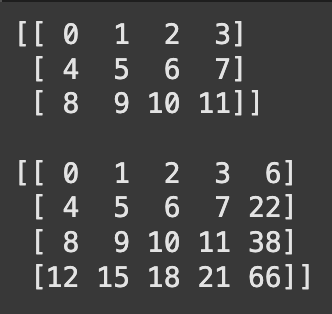 [[ 0  1  2  3]
 [ 4  5  6  7]
 [ 8  9 10 11]]
[[ 0  1  2  3  6]
 [ 4  5  6  7 22]
 [ 8  9 10 11 38]
 [12 15 18 21 66]]